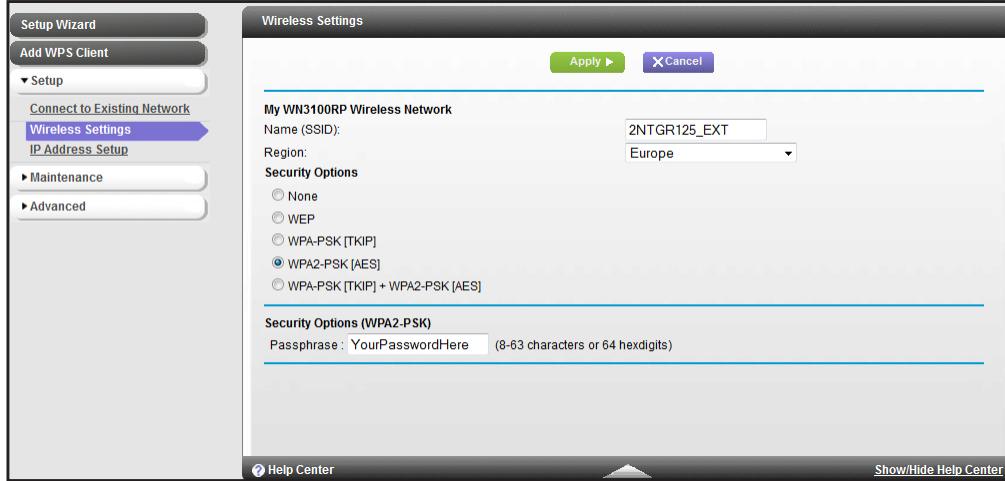 Setup Wizard
Add WPS Client
Setup
Connect to Existing Network
Wireless Settings
IP Address Setup
Maintenance
Advanced
Wireless Settings
Apply
X Cancel
My WN3100RP Wireless Network
Name (SSID): 2NTGR125_EXT
Region: Europe
Security Options
None
WEP
WPA-PSK [TKIP]
WPA2-PSK [AES]
WPA-PSK [TKIP] + WPA2-PSK [AES]
Security Options (WPA2-PSK)
Passphrase : YourPasswordHere (8-63 characters or 64 hexdigits)
? Help Center Show/Hide Help Center